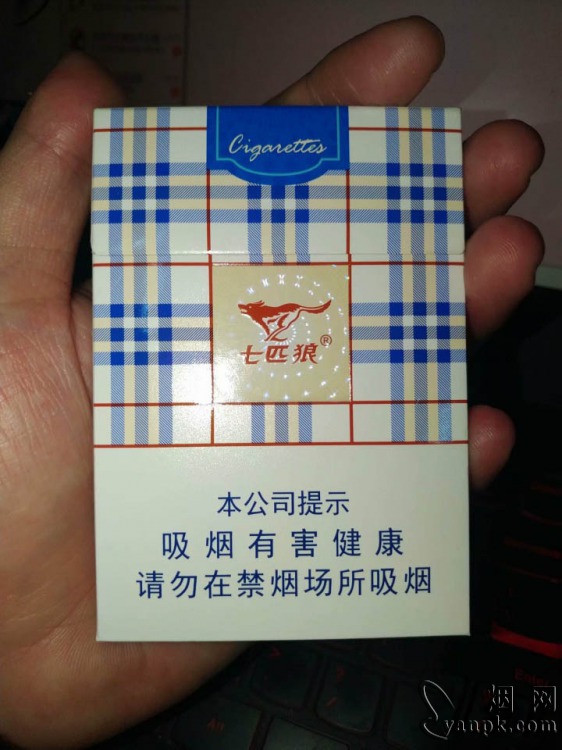 Cigarettes
七匹狼®
本公司提示
吸烟有害健康
请勿在禁烟场所吸烟
烟网
yanpk.com